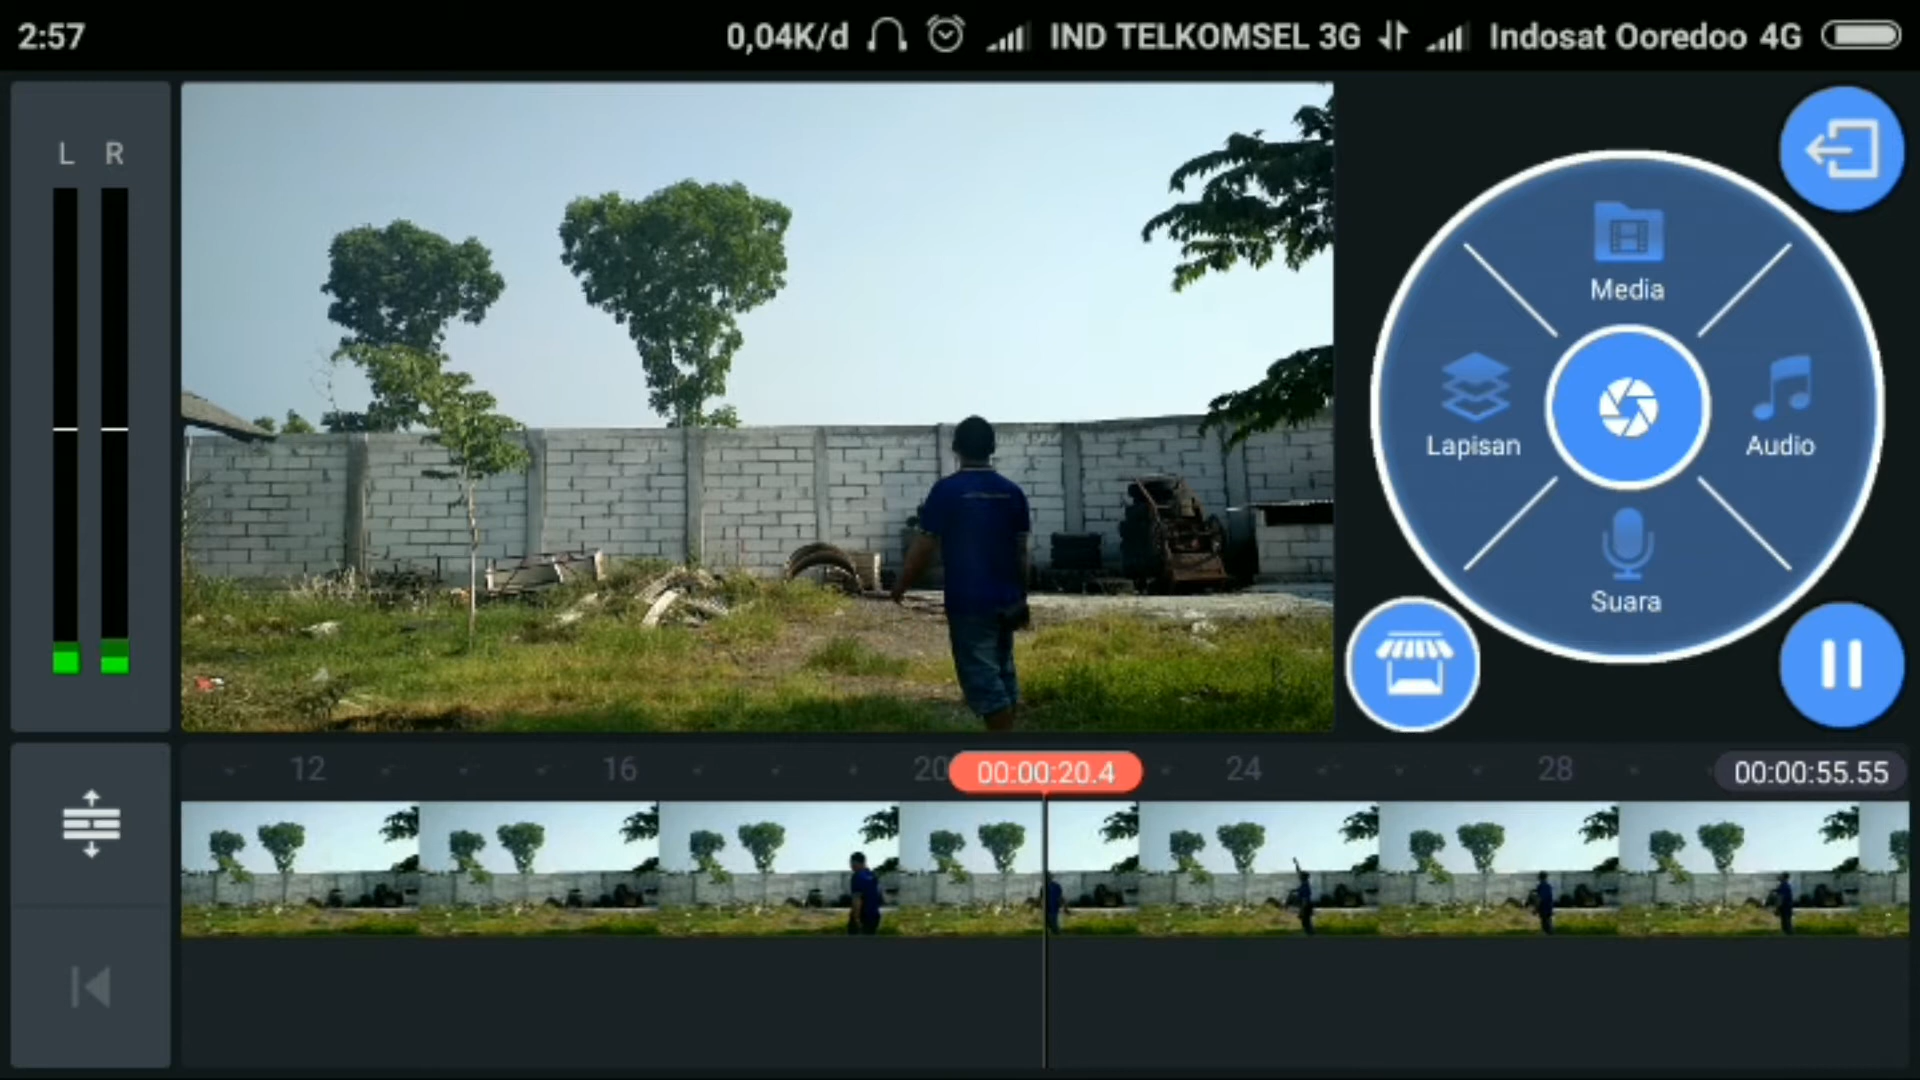 2:57 0,04K/d IND TELKOMSEL 3G Indosat Ooredoo 4G
L R
Media
Lapisan
Audio
Suara
12 16 20 00:00:20.4 24 28 00:00:55.55